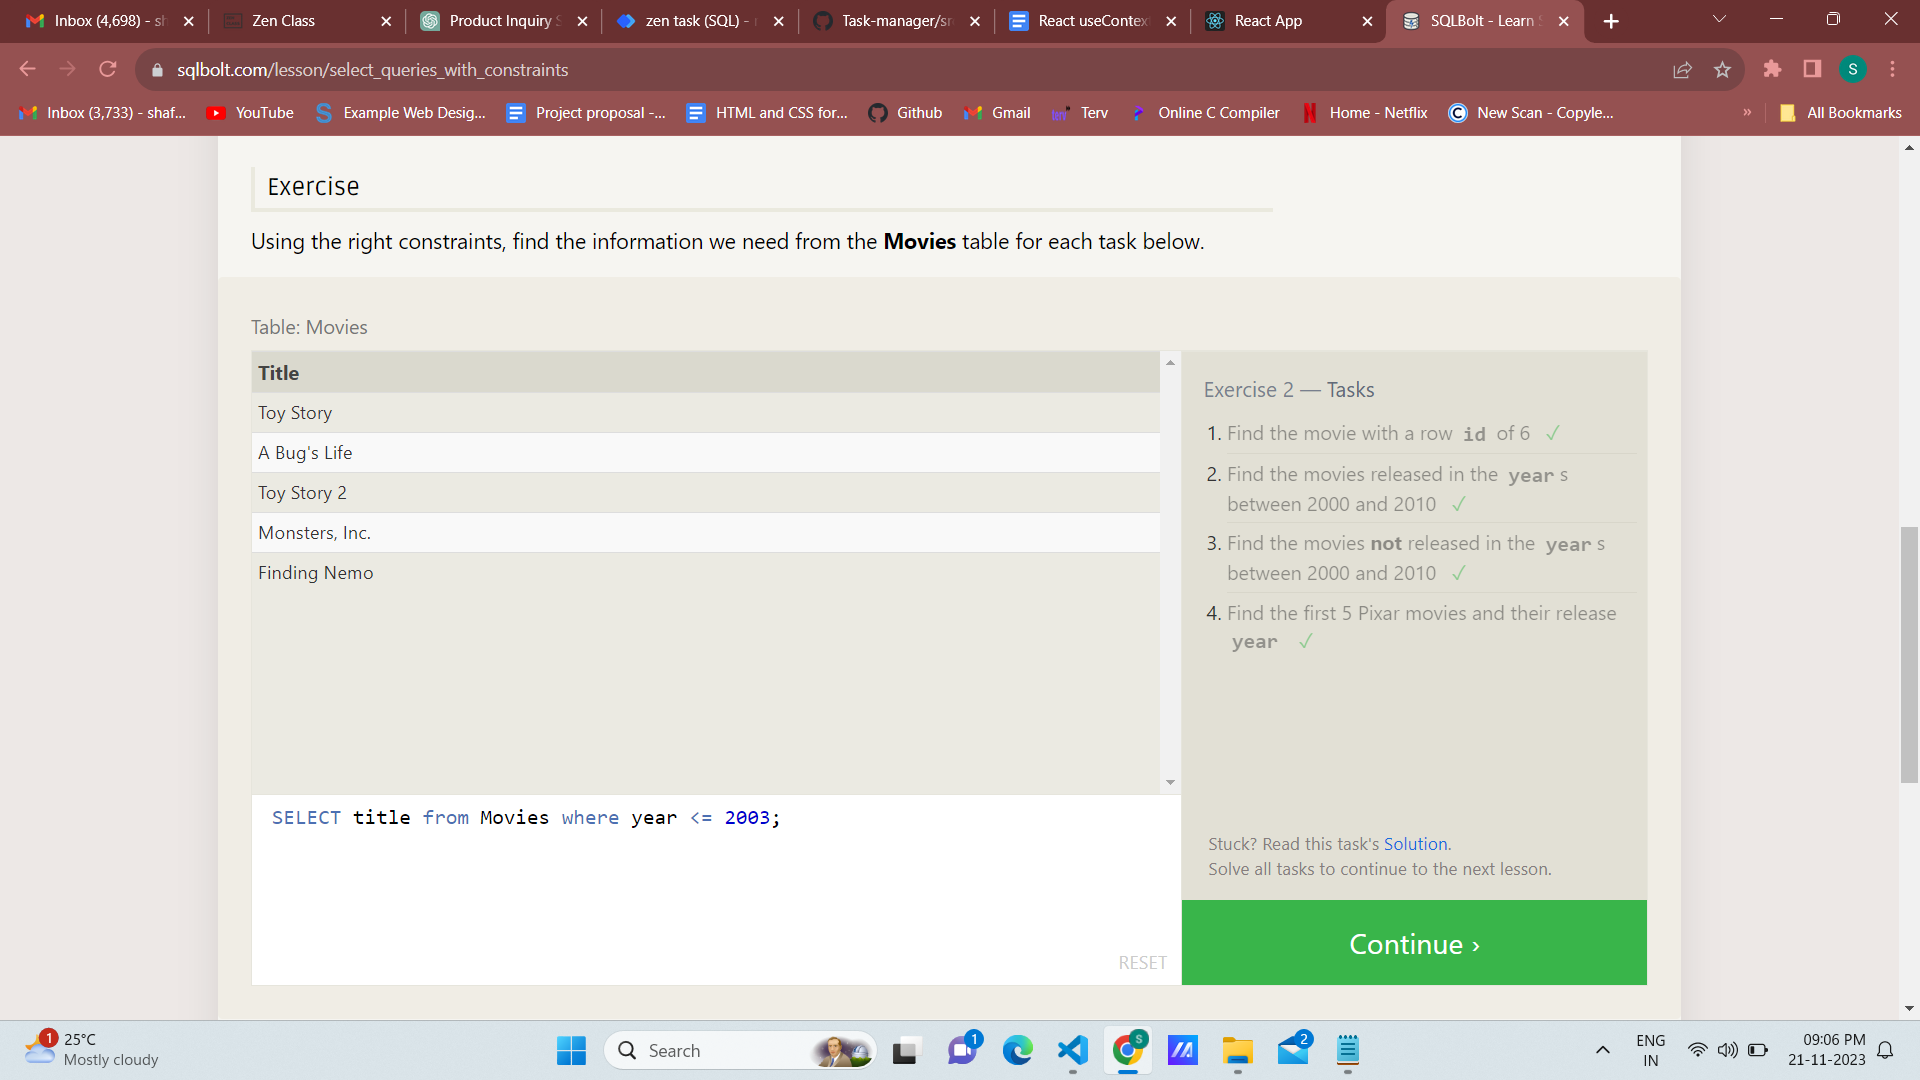 Inbox (4,698) - sh
Zen Class
Product Inquiry S
zen task (SQL) - r
Task-manager/sr
React useContex
React App
SQLBolt - Learn S
sqlbolt.com/lesson/select_queries_with_constraints
S
Inbox (3,733) - shaf...
YouTube
Example Web Desig...
Project proposal -...
HTML and CSS for...
Github
Gmail
Terv
Online C Compiler
Home - Netflix
New Scan - Copyle...
»
All Bookmarks
Exercise
Using the right constraints, find the information we need from the Movies table for each task below.
Table: Movies
Title
Toy Story
A Bug's Life
Toy Story 2
Monsters, Inc.
Finding Nemo
Exercise 2 — Tasks
1. Find the movie with a row id of 6 ✓
2. Find the movies released in the year s
between 2000 and 2010 ✓
3. Find the movies not released in the year s
between 2000 and 2010 ✓
4. Find the first 5 Pixar movies and their release
year ✓
SELECT title from Movies where year <= 2003;
RESET
Stuck? Read this task's Solution.
Solve all tasks to continue to the next lesson.
Continue ›
1
25°C
Mostly cloudy
Search
1
S
2
ENG
IN
09:06 PM
21-11-2023